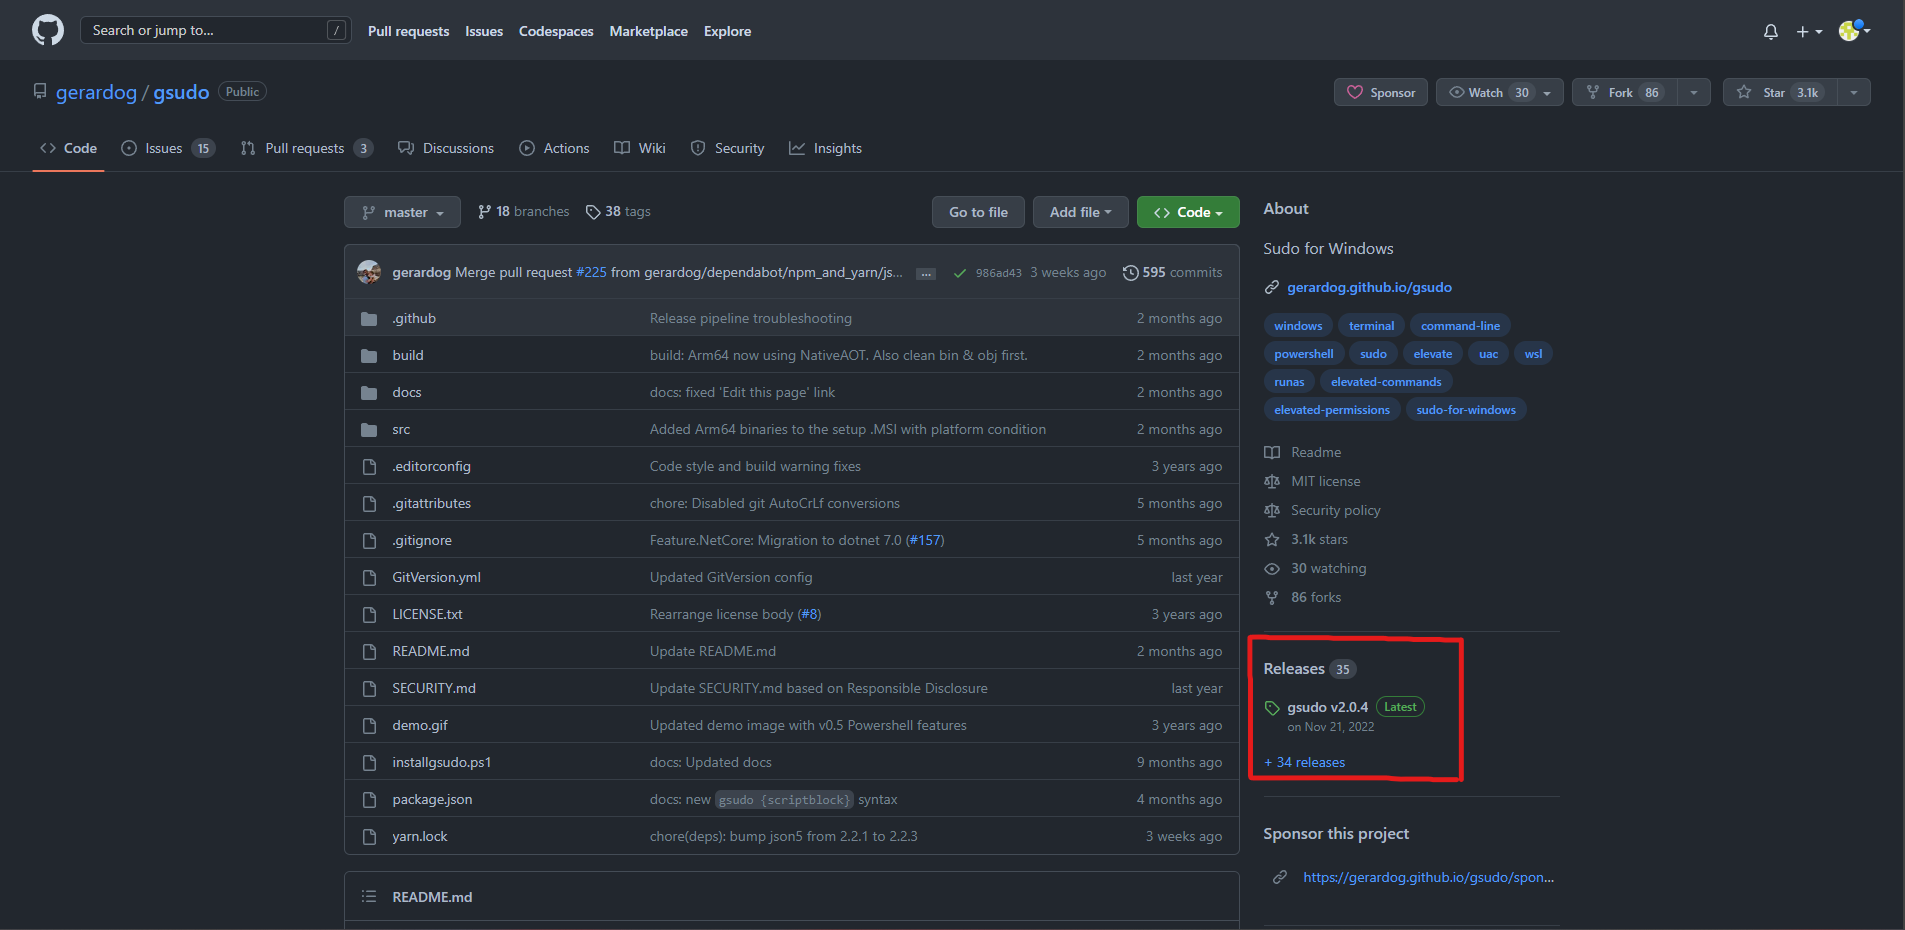 Search or jump to... /
Pull requests Issues Codespaces Marketplace Explore
gerardog / gsudo Public
Sponsor Watch 30 Fork 86 Star 3.1k
Code Issues 15 Pull requests 3 Discussions Actions Wiki Security Insights
master 18 branches 38 tags Go to file Add file Code
gerardog Merge pull request #225 from gerardog/dependabot/npm_and_yarn/js... ... 986ad43 3 weeks ago 595 commits
.github Release pipeline troubleshooting 2 months ago
build build: Arm64 now using NativeAOT. Also clean bin & obj first. 2 months ago
docs docs: fixed 'Edit this page' link 2 months ago
src Added Arm64 binaries to the setup .MSI with platform condition 2 months ago
.editorconfig Code style and build warning fixes 3 years ago
.gitattributes chore: Disabled git AutoCrLf conversions 5 months ago
.gitignore Feature.NetCore: Migration to dotnet 7.0 (#157) 5 months ago
GitVersion.yml Updated GitVersion config last year
LICENSE.txt Rearrange license body (#8) 3 years ago
README.md Update README.md 2 months ago
SECURITY.md Update SECURITY.md based on Responsible Disclosure last year
demo.gif Updated demo image with v0.5 Powershell features 3 years ago
installgsudo.ps1 docs: Updated docs 9 months ago
package.json docs: new gsudo {scriptblock} syntax 4 months ago
yarn.lock chore(deps): bump json5 from 2.2.1 to 2.2.3 3 weeks ago
README.md
About
Sudo for Windows
gerardog.github.io/gsudo
windows terminal command-line
powershell sudo elevate uac wsl
runas elevated-commands
elevated-permissions sudo-for-windows
Readme
MIT license
Security policy
3.1k stars
30 watching
86 forks
Releases 35
gsudo v2.0.4 Latest
on Nov 21, 2022
+ 34 releases
Sponsor this project
https://gerardog.github.io/gsudo/spon...